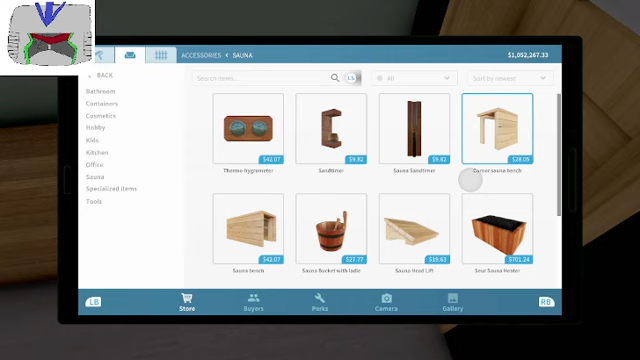 ACCESSORIES < SAUNA
$1,052,267.33
< BACK
Search items...
LS
All
Sort by newest
Bathroom
Containers
Cosmetics
Hobby
Kids
Kitchen
Office
Sauna
Specialized Items
Tools
$42.07
$9.82
$9.82
$38.09
Thermo-hygrometer
Sandtimer
Sauna Sandtimer
Corner sauna bench
$42.07
$27.77
$19.63
$701.24
Sauna bench
Sauna Bucket with ladle
Sauna Head Lift
Sauna Heater
LB
Store
Buyers
Perks
Camera
Gallery
RB